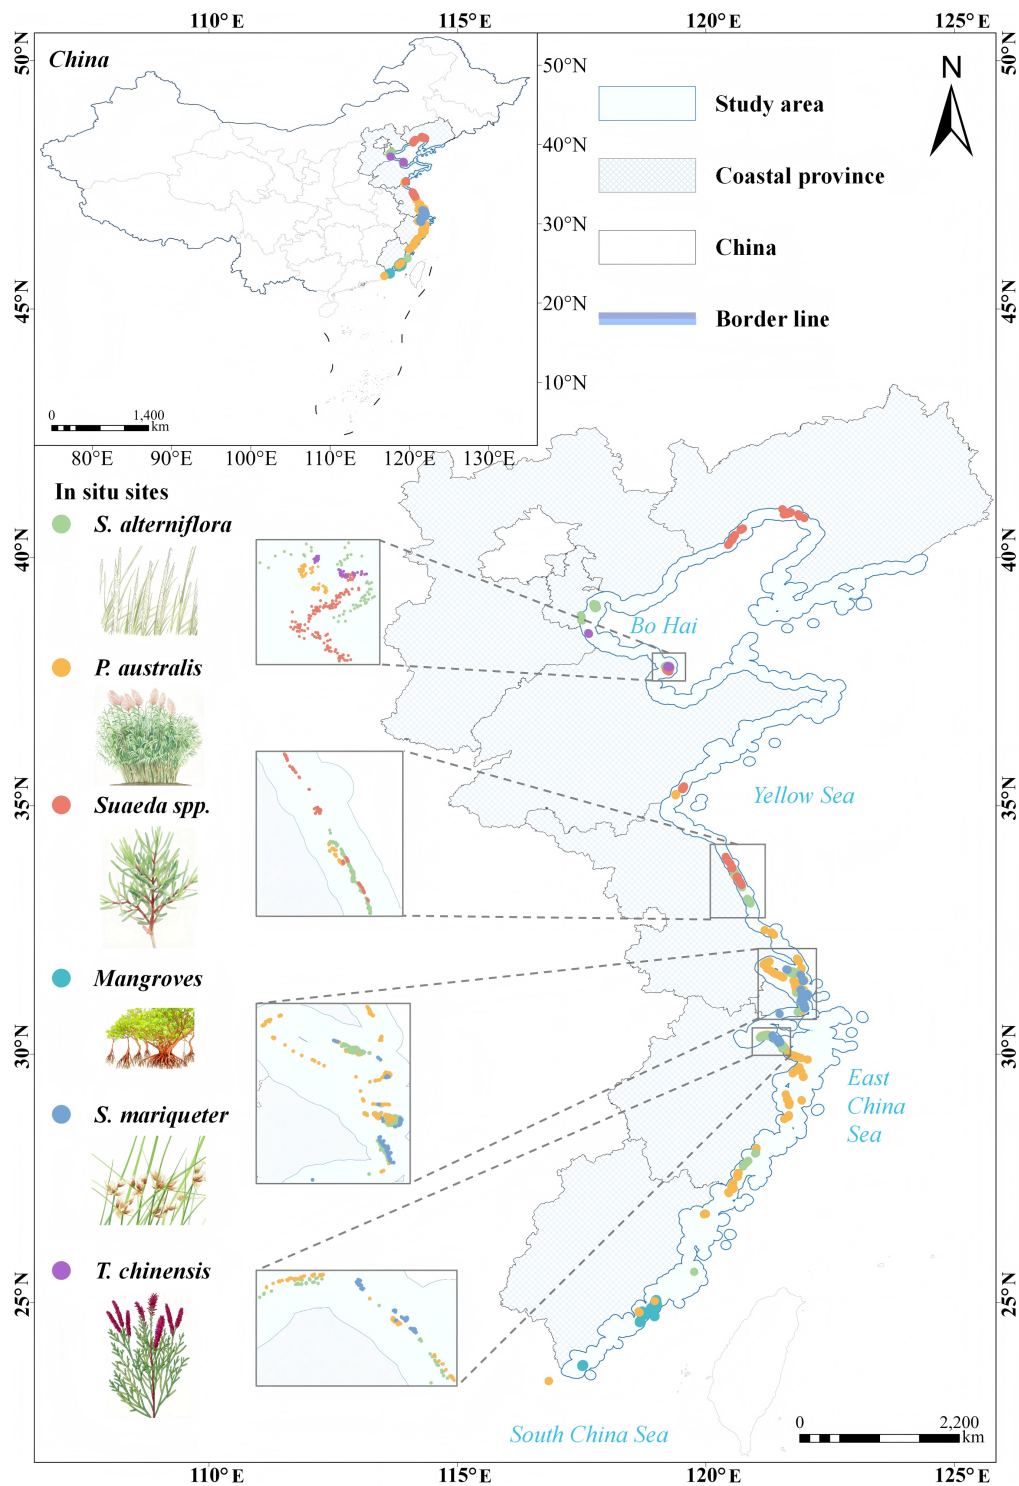 110°E 115°E 120°E 125°E
50°N
50°N
China
50°N
40°N
30°N
20°N
10°N
0 1,400
km
80°E 90°E 100°E 110°E 120°E 130°E
N
Study area
Coastal province
China
Border line
45°N
45°N
In situ sites
S. alterniflora
P. australis
Suaeda spp.
Mangroves
S. mariqueter
T. chinensis
40°N
40°N
Bo Hai
35°N
35°N
Yellow Sea
30°N
30°N
East
China
Sea
25°N
25°N
South China Sea
0 2,200
km
110°E 115°E 120°E 125°E